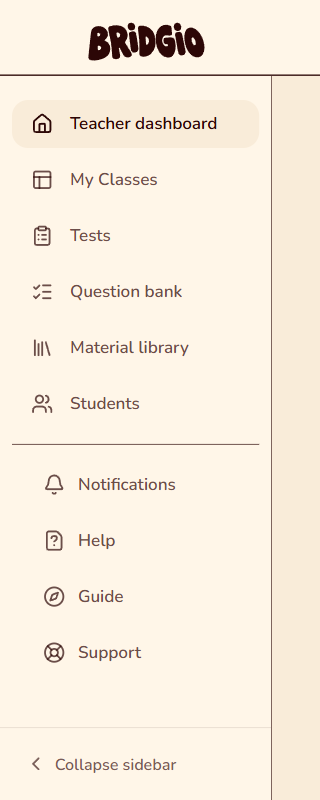 BRiDGiO
Teacher dashboard
My Classes
Tests
Question bank
Material library
Students
Notifications
Help
Guide
Support
Collapse sidebar